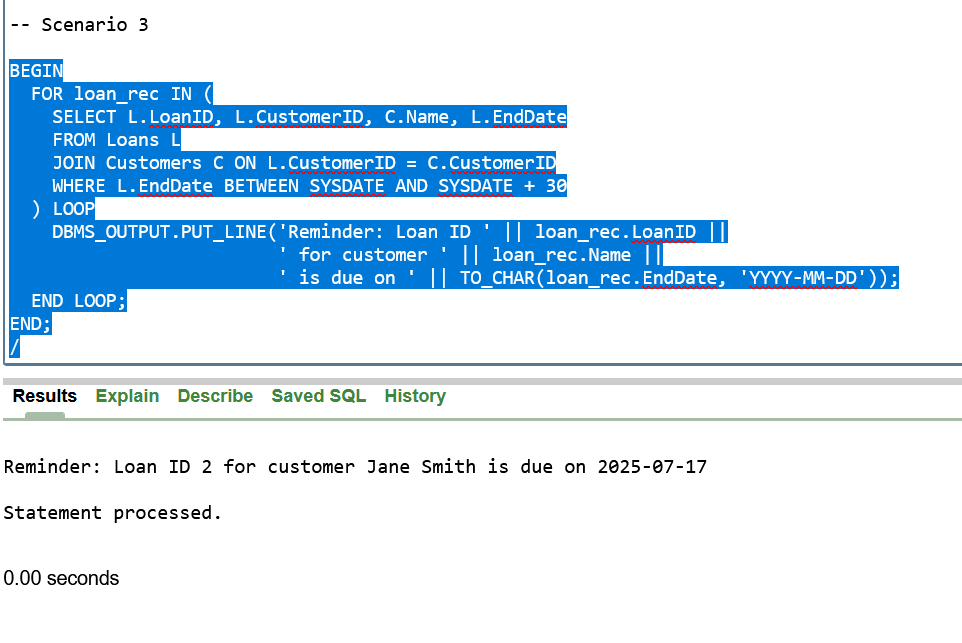 -- Scenario 3
BEGIN
  FOR loan_rec IN (
    SELECT L.LoanID, L.CustomerID, C.Name, L.EndDate
    FROM Loans L
    JOIN Customers C ON L.CustomerID = C.CustomerID
    WHERE L.EndDate BETWEEN SYSDATE AND SYSDATE + 30
  ) LOOP
    DBMS_OUTPUT.PUT_LINE('Reminder: Loan ID ' || loan_rec.LoanID ||
                         ' for customer ' || loan_rec.Name ||
                         ' is due on ' || TO_CHAR(loan_rec.EndDate, 'YYYY-MM-DD'));
  END LOOP;
END;
/
Results Explain Describe Saved SQL History
Reminder: Loan ID 2 for customer Jane Smith is due on 2025-07-17
Statement processed.
0.00 seconds